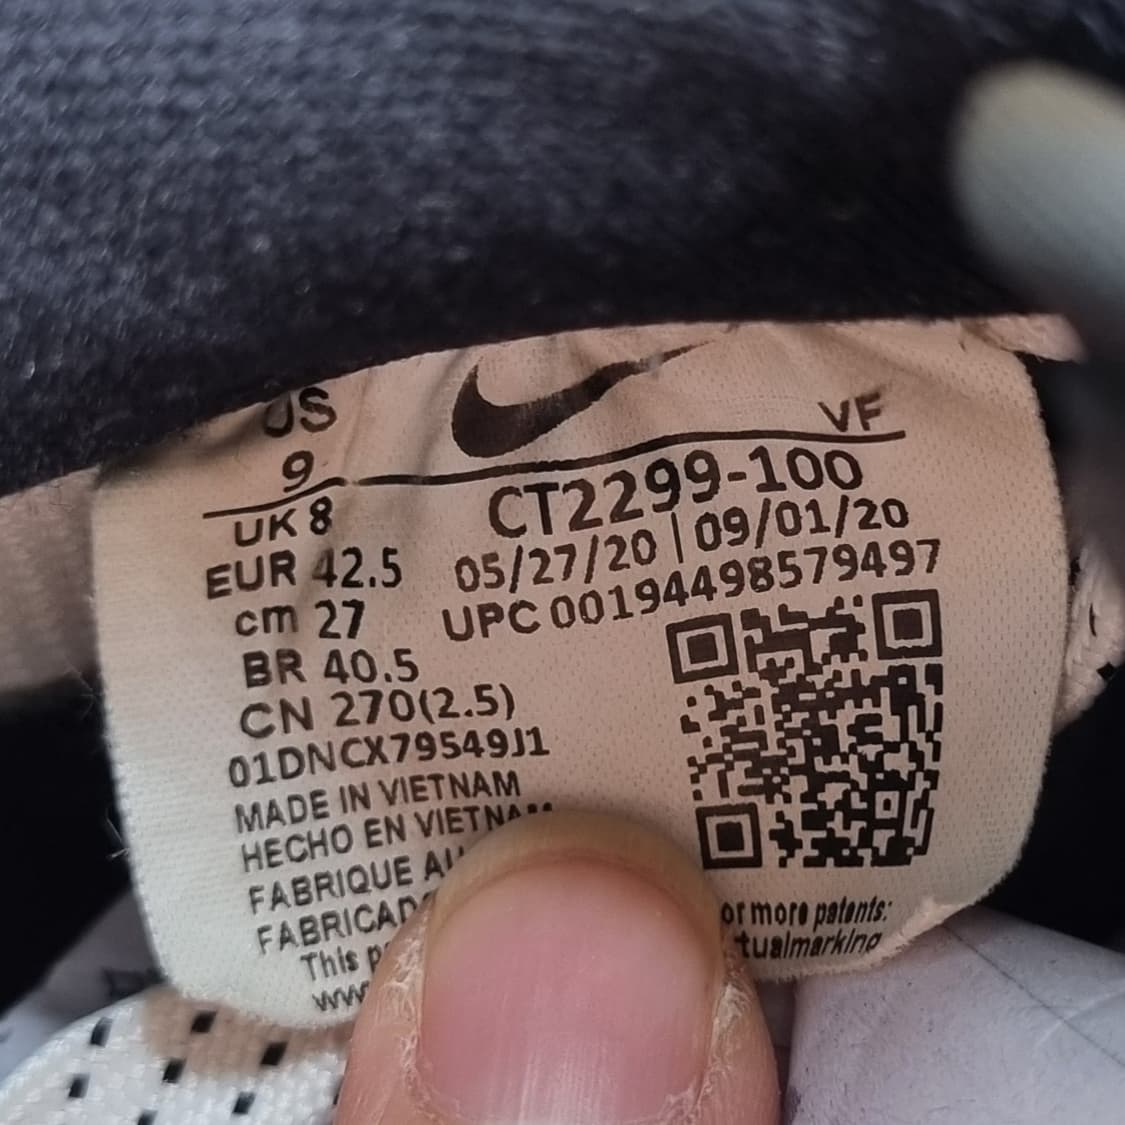 US
9
UK 8
EUR 42.5
cm 27
BR 40.5
CN 270(2.5)
01DNCX79549J1
MADE IN VIETNAM
HECHO EN VIETNAM
FABRIQUE AU
This
VF
CT2299-100
05/27/20 | 09/01/20
UPC 00194498579497
or more patents: